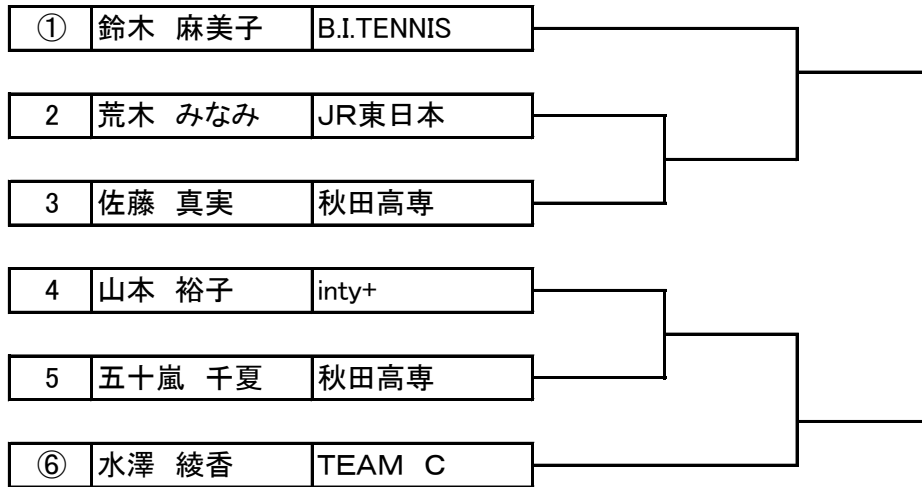 ① 鈴木 麻美子 B.I.TENNIS
2 荒木 みなみ JR東日本
3 佐藤 真実 秋田高専
4 山本 裕子 inty+
5 五十嵐 千夏 秋田高専
⑥ 水澤 綾香 TEAM C